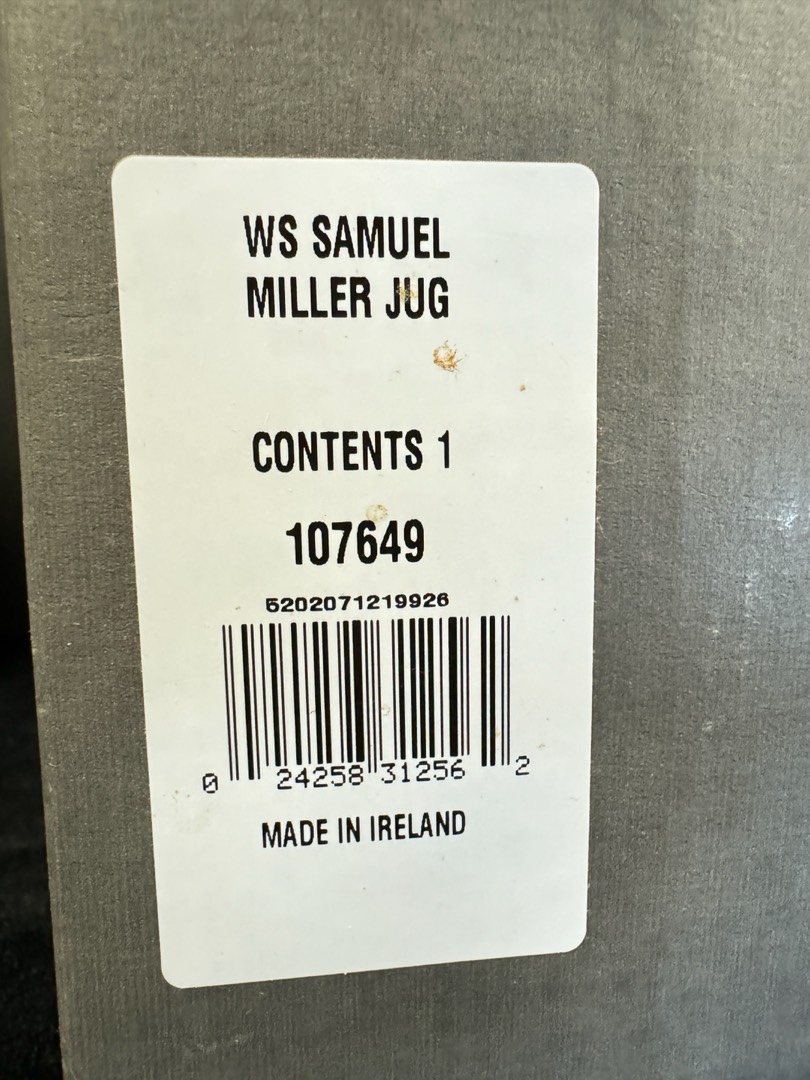 WS SAMUEL
MILLER JUG
CONTENTS 1
107649
5202071219926
0 24258 31256 2
MADE IN IRELAND